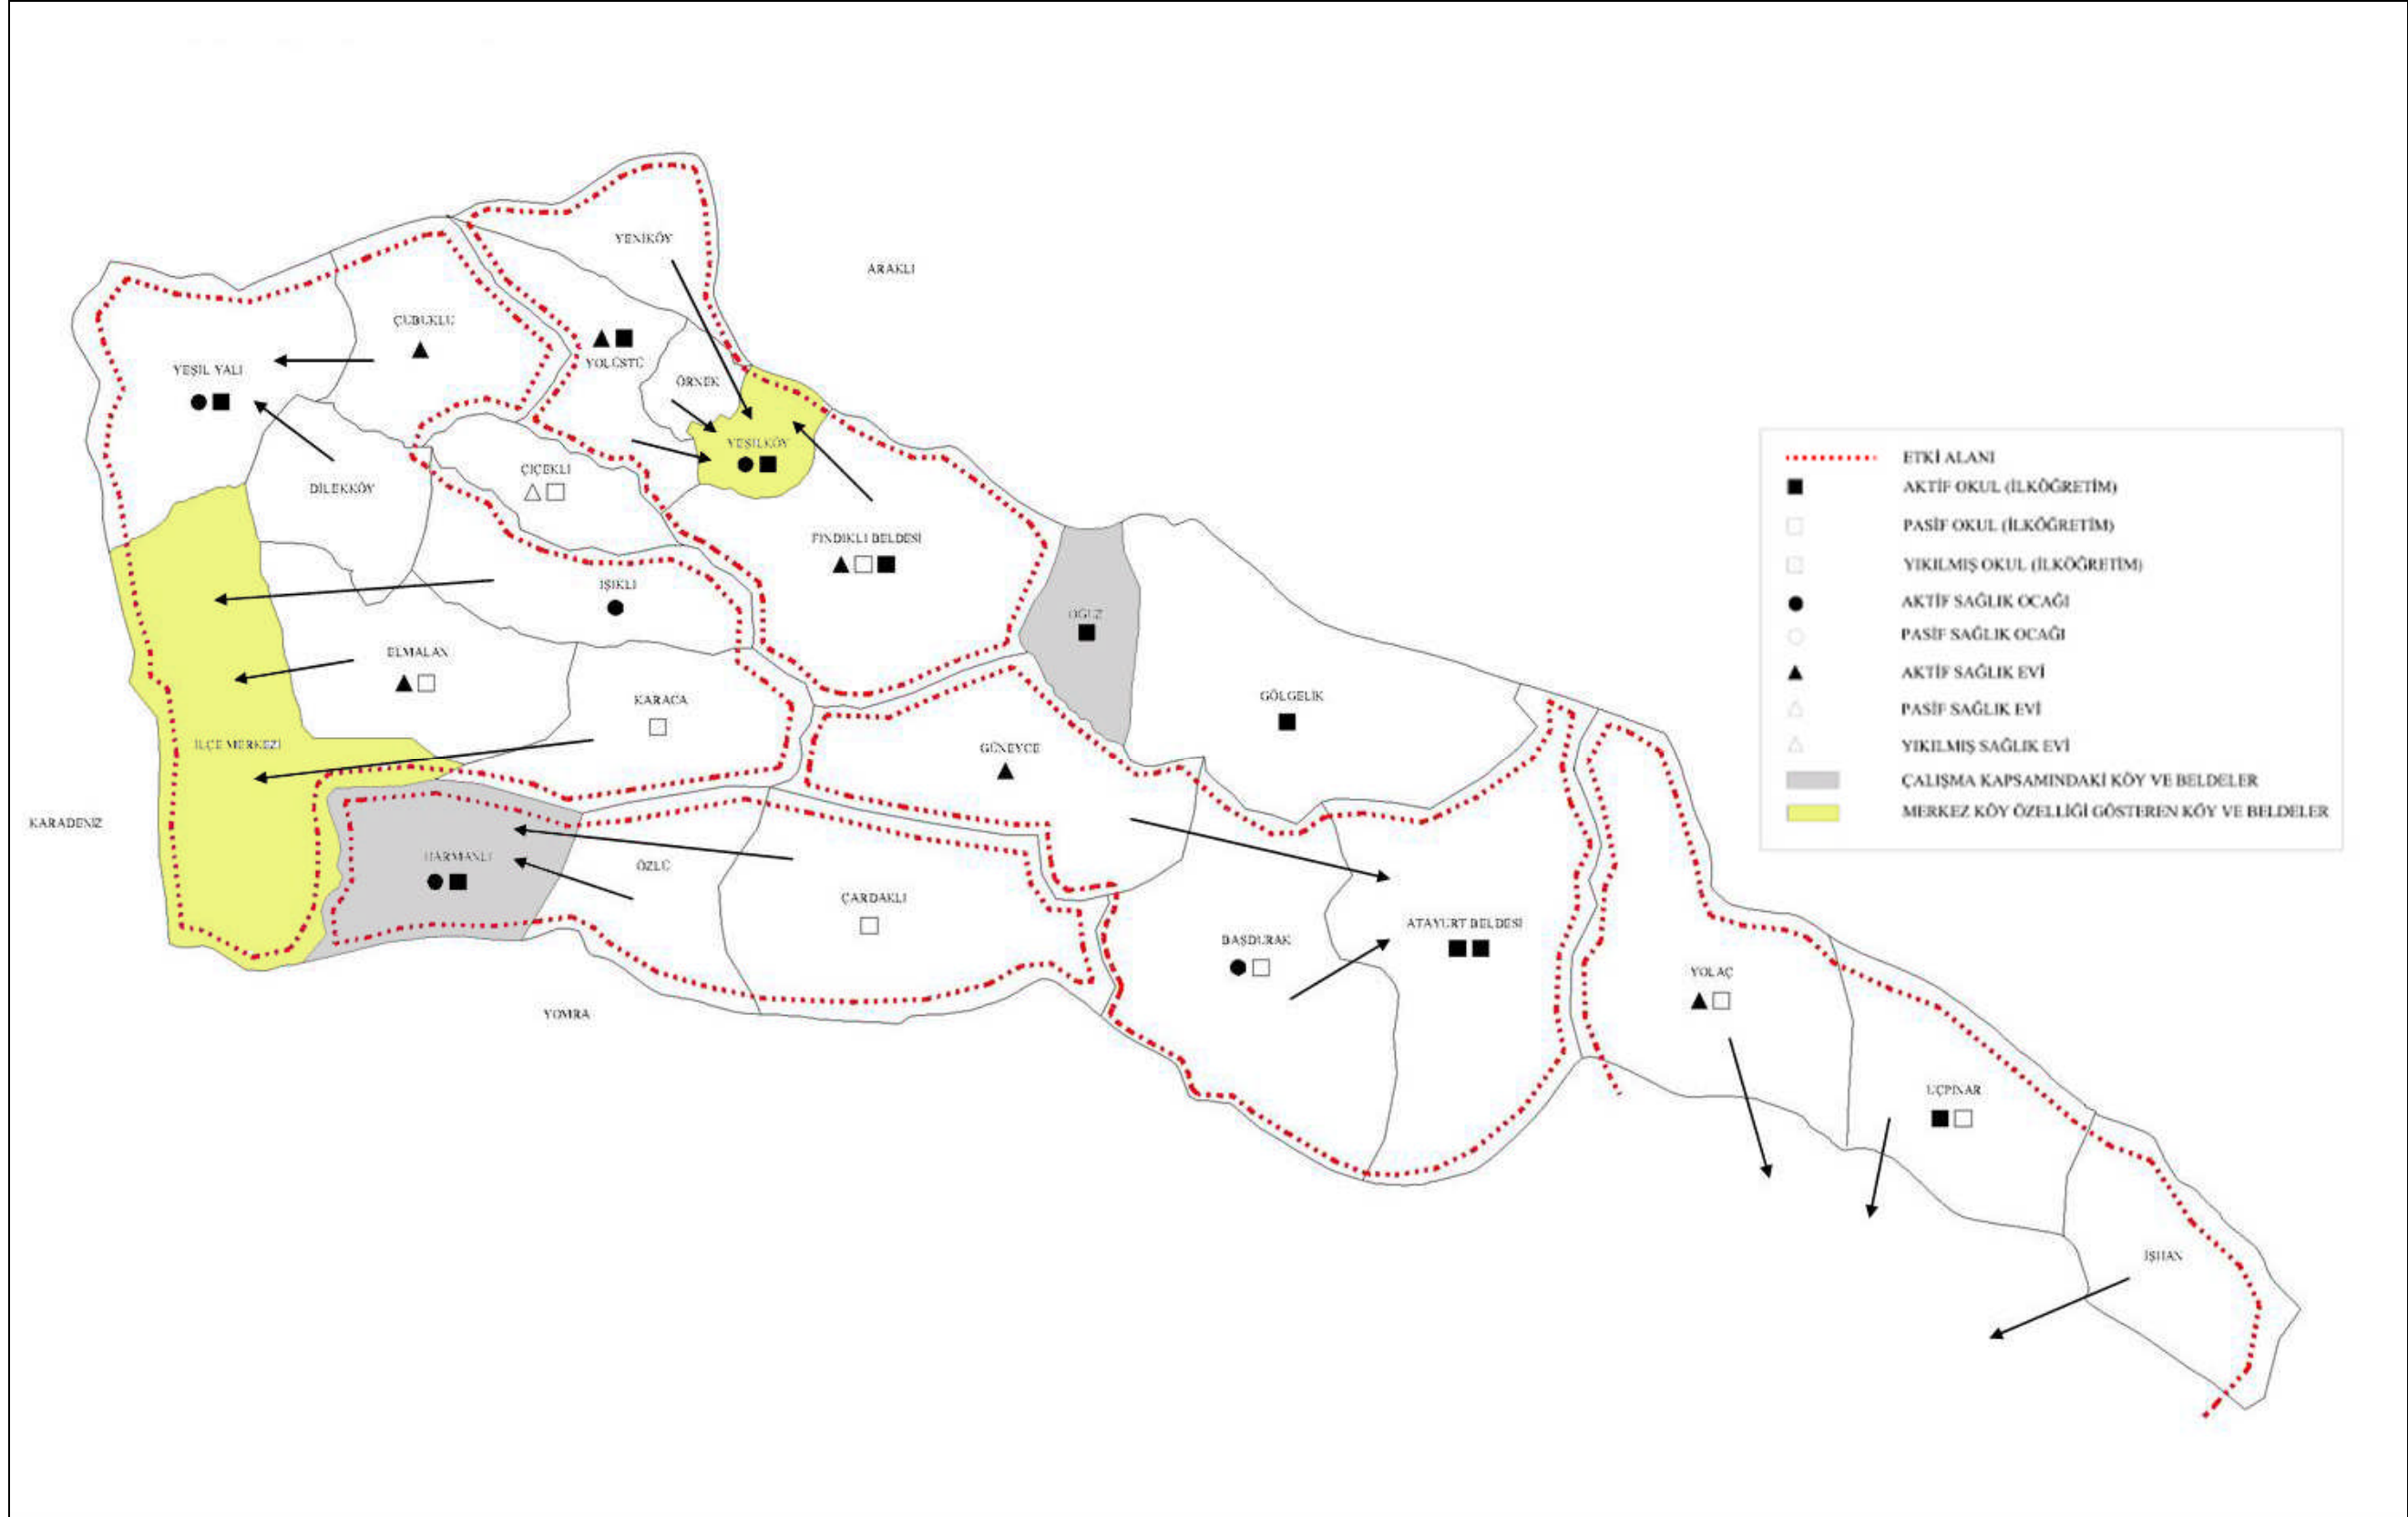 YENİKÖY
ARAKLI
ÇUBUKLU
YOLÜSTÜ
YEŞİL YALI
ÖRNEK
YEŞİLKÖY
ÇİÇEKLİ
DİLEKKÖY
FINDIKLI BELDESİ
IŞIKLI
OĞUZ
ELMALAN
KARACA
GÖLGELİK
İLÇE MERKEZİ
GÜNEYCE
KARADENİZ
HARMANLI
ÖZLÜ
ÇARDAKLI
ATAYURT BELDESİ
BAŞDURAK
YOLAÇ
YOMRA
ÜÇPINAR
İŞHAN
ETKİ ALANI
AKTİF OKUL (İLKÖĞRETİM)
PASİF OKUL (İLKÖĞRETİM)
YIKILMIŞ OKUL (İLKÖĞRETİM)
AKTİF SAĞLIK OCAĞI
PASİF SAĞLIK OCAĞI
AKTİF SAĞLIK EVİ
PASİF SAĞLIK EVİ
YIKILMIŞ SAĞLIK EVİ
ÇALIŞMA KAPSAMINDAKİ KÖY VE BELDELER
MERKEZ KÖY ÖZELLİĞİ GÖSTEREN KÖY VE BELDELER